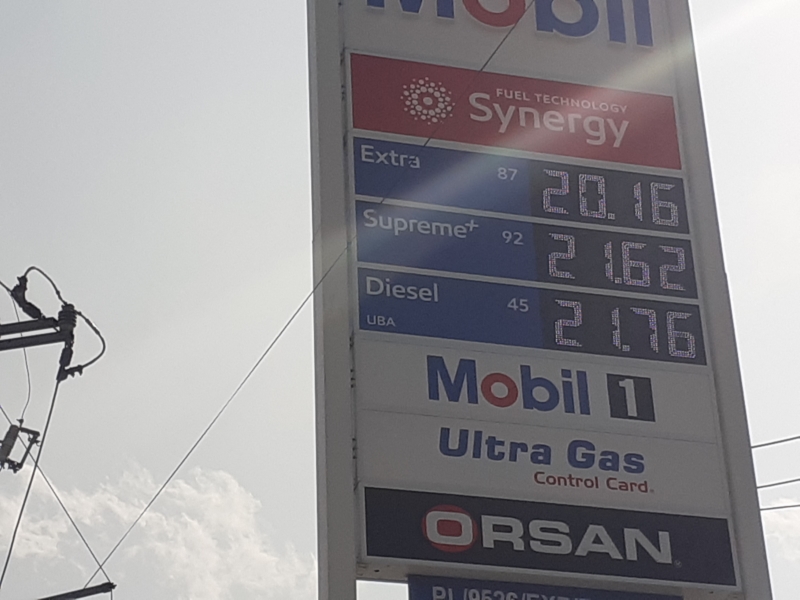 Mobil
FUEL TECHNOLOGY
Synergy
Extra 87 20.16
Supreme+ 92 21.62
Diesel 45 21.76
UBA
Mobil 1
Ultra Gas
Control Card
ORSAN